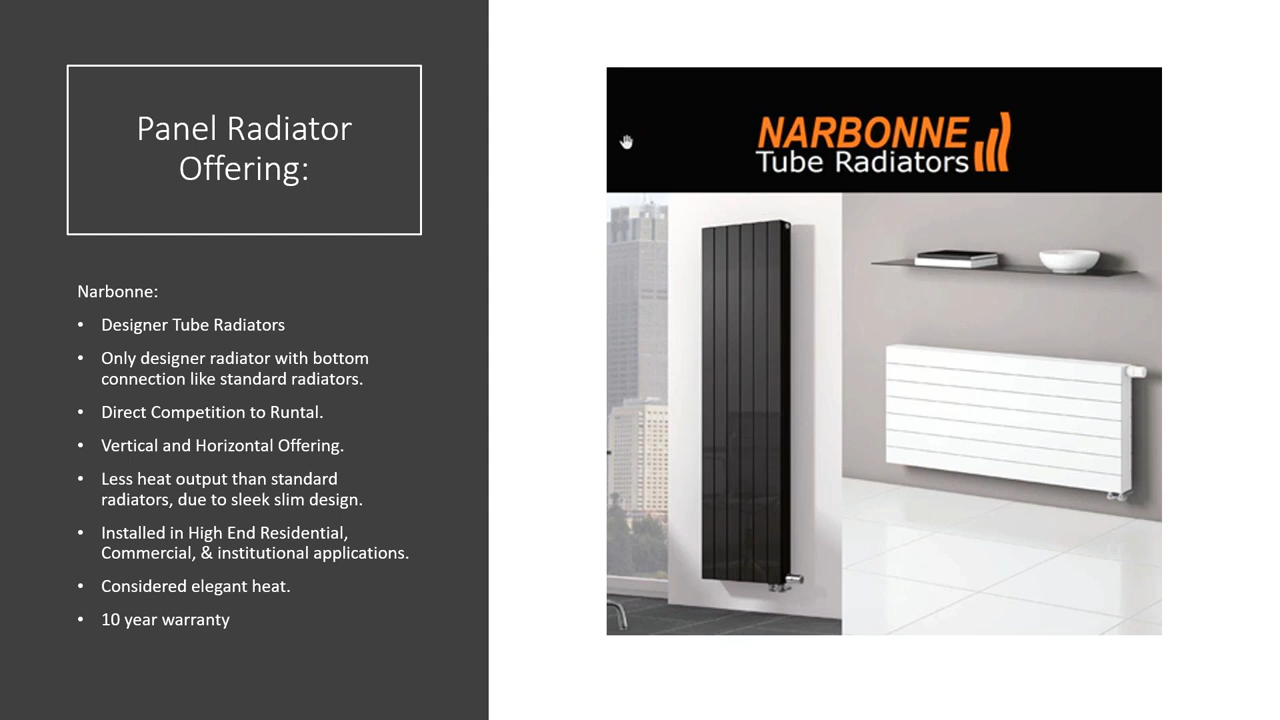 Panel Radiator
Offering:
Narbonne:
• Designer Tube Radiators
• Only designer radiator with bottom
connection like standard radiators.
• Direct Competition to Runtal.
• Vertical and Horizontal Offering.
• Less heat output than standard
radiators, due to sleek slim design.
• Installed in High End Residential,
Commercial, & institutional applications.
• Considered elegant heat.
• 10 year warranty
NARBONNE
Tube Radiators